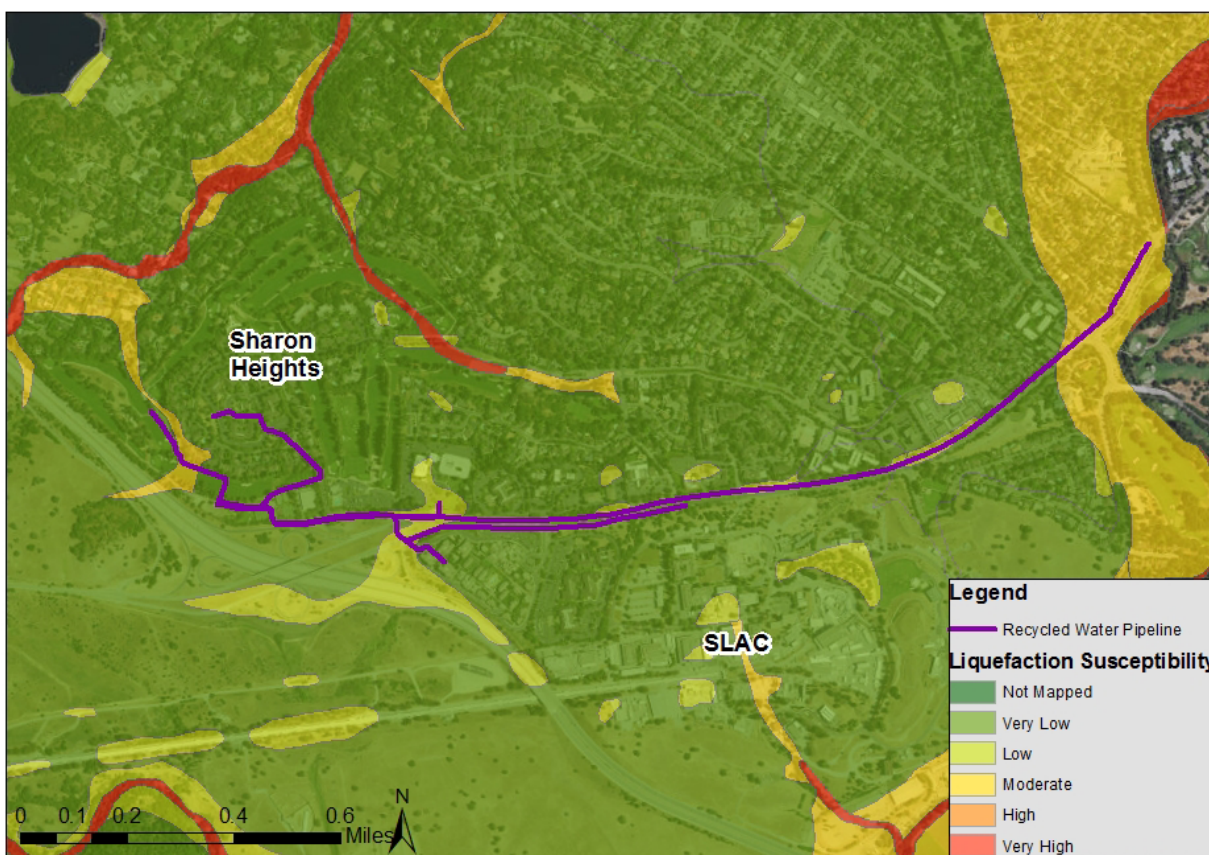 Sharon
Heights
SLAC
Legend
Recycled Water Pipeline
Liquefaction Susceptibility
Not Mapped
Very Low
Low
Moderate
High
Very High
N
0 0.1 0.2 0.4 0.6
Miles